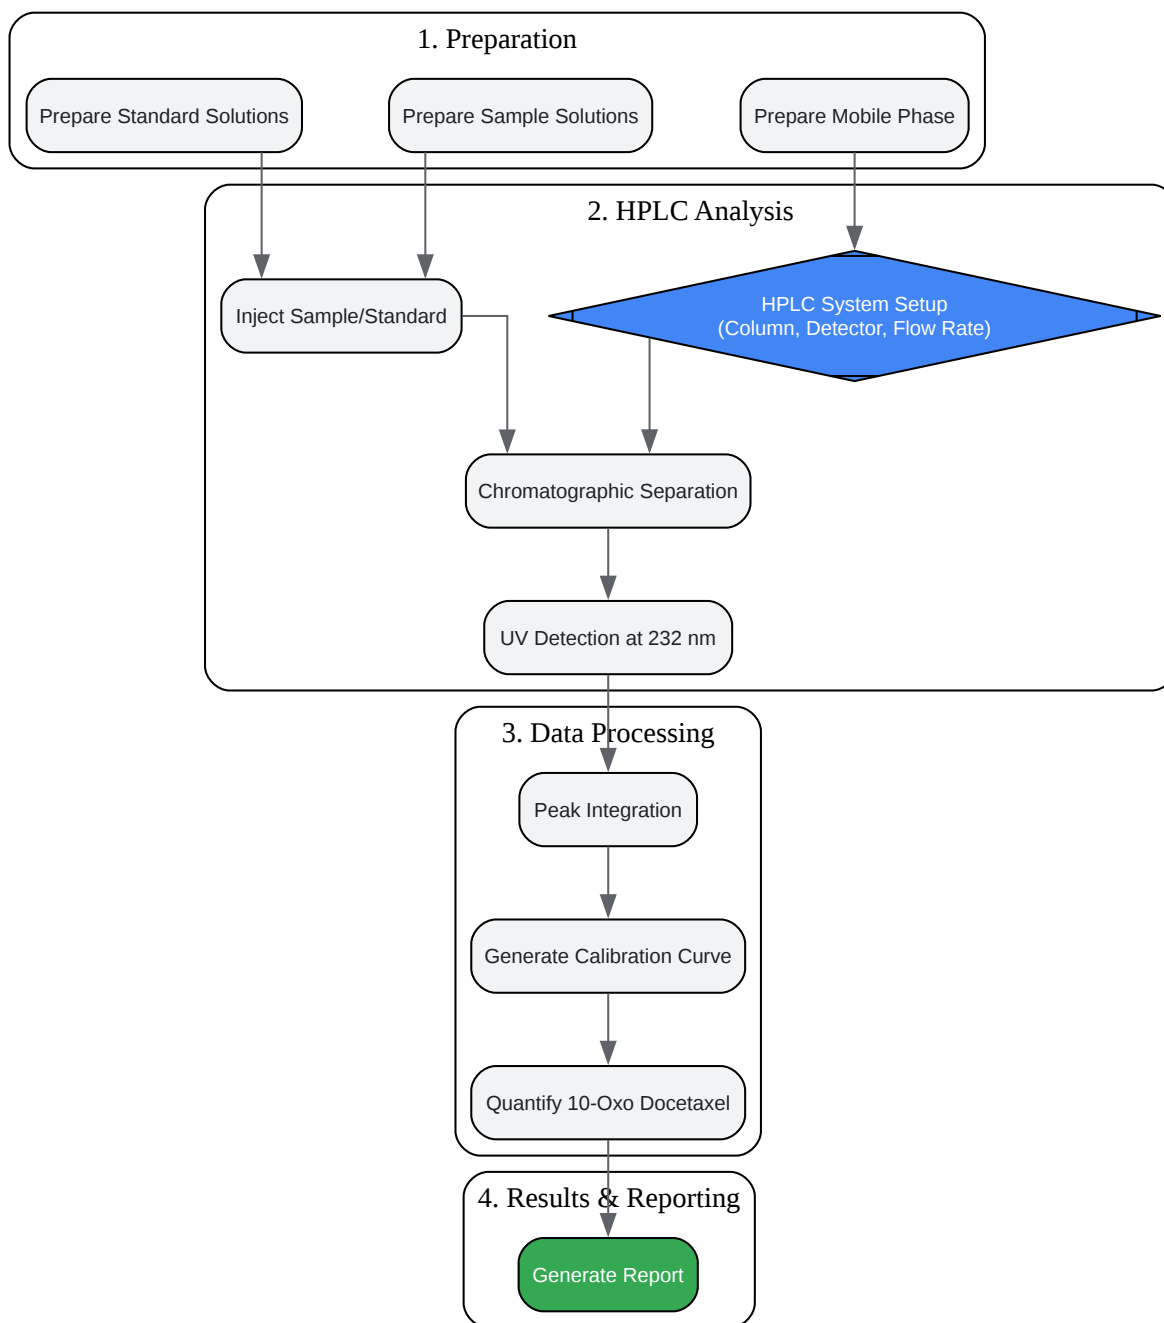 1. Preparation
Prepare Standard Solutions
Prepare Sample Solutions
Prepare Mobile Phase
2. HPLC Analysis
Inject Sample/Standard
HPLC System Setup
(Column, Detector, Flow Rate)
Chromatographic Separation
UV Detection at 232 nm
3. Data Processing
Peak Integration
Generate Calibration Curve
Quantify 10-Oxo Docetaxel
4. Results & Reporting
Generate Report